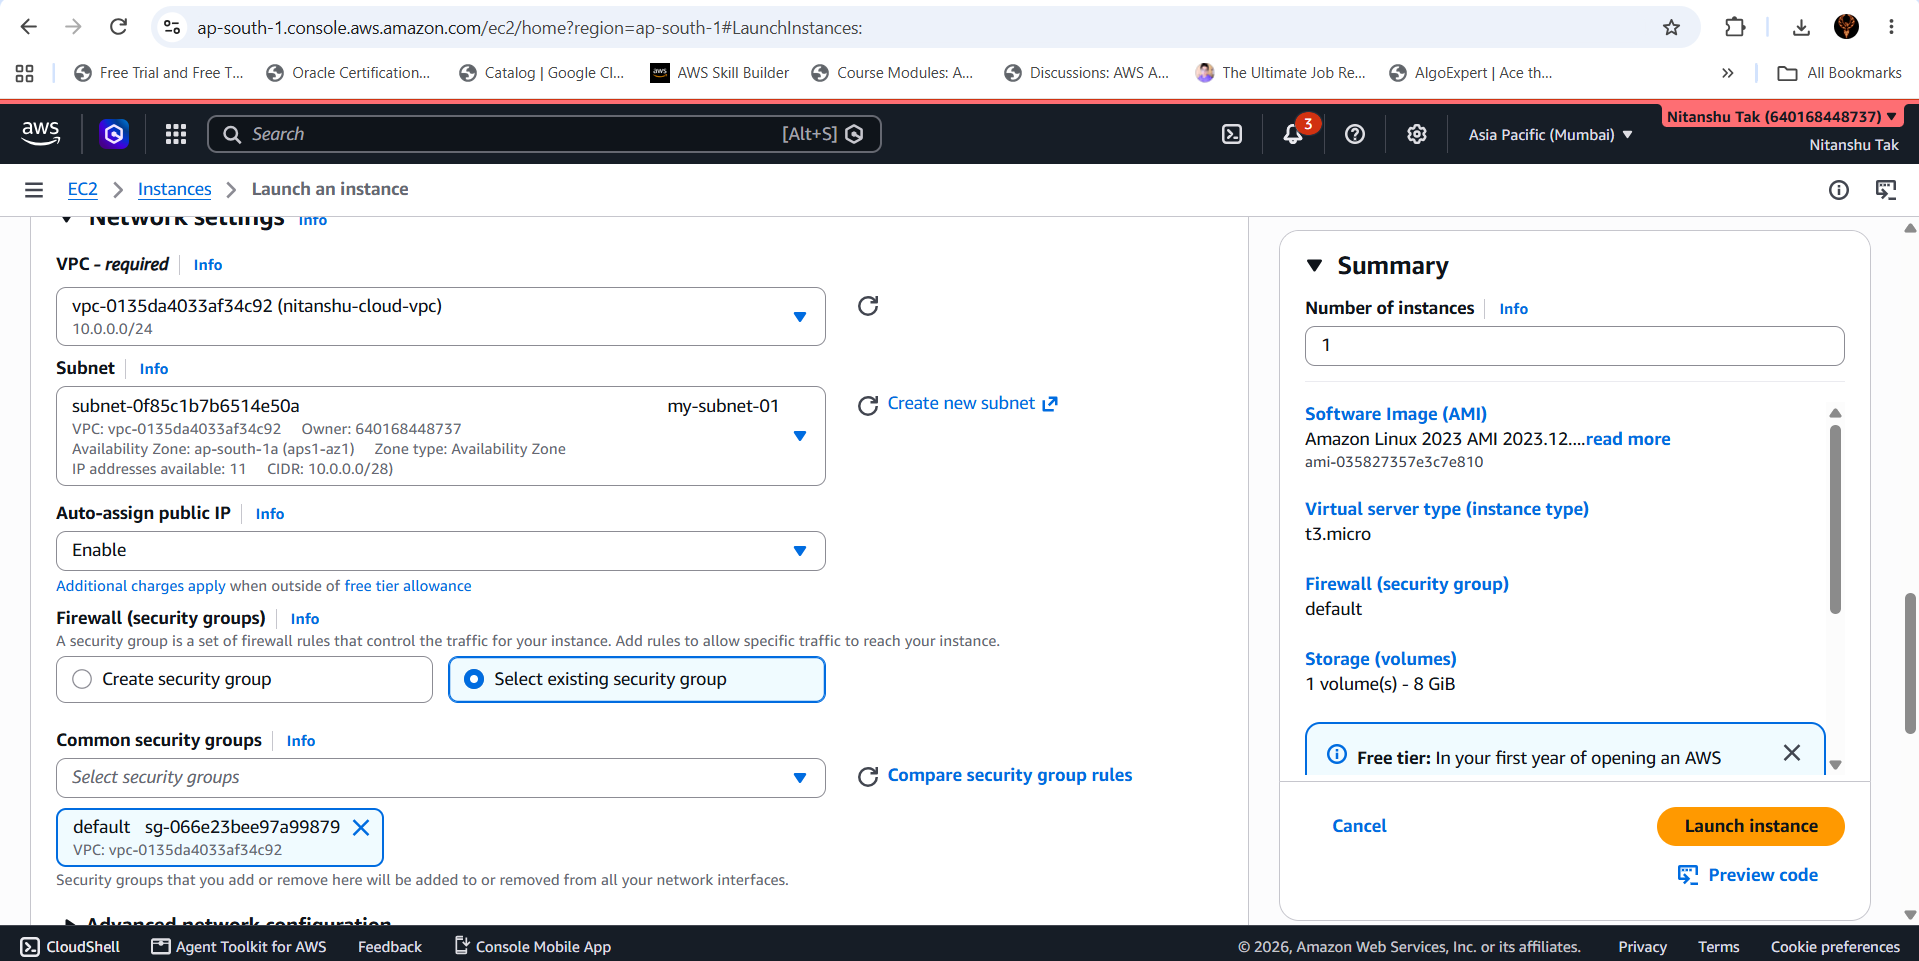 ap-south-1.console.aws.amazon.com/ec2/home?region=ap-south-1#LaunchInstances:
Free Trial and Free T... Oracle Certification... Catalog | Google Cl... aws AWS Skill Builder Course Modules: A... Discussions: AWS A... The Ultimate Job Re... AlgoExpert | Ace th... » All Bookmarks
aws Search [Alt+S] 3 Asia Pacific (Mumbai) Nitanshu Tak (640168448737)
Nitanshu Tak
EC2 Instances Launch an instance
Network settings Info
VPC - required Info
vpc-0135da4033af34c92 (nitanshu-cloud-vpc)
10.0.0.0/24
Subnet Info
subnet-0f85c1b7b6514e50a my-subnet-01
VPC: vpc-0135da4033af34c92 Owner: 640168448737
Availability Zone: ap-south-1a (aps1-az1) Zone type: Availability Zone
IP addresses available: 11 CIDR: 10.0.0.0/28)
Create new subnet
Auto-assign public IP Info
Enable
Additional charges apply when outside of free tier allowance
Firewall (security groups) Info
A security group is a set of firewall rules that control the traffic for your instance. Add rules to allow specific traffic to reach your instance.
Create security group Select existing security group
Common security groups Info
Select security groups
Compare security group rules
default sg-066e23bee97a99879
VPC: vpc-0135da4033af34c92
Security groups that you add or remove here will be added to or removed from all your network interfaces.
Advanced network configuration
Summary
Number of instances Info
1
Software Image (AMI)
Amazon Linux 2023 AMI 2023.12....read more
ami-035827357e3c7e810
Virtual server type (instance type)
t3.micro
Firewall (security group)
default
Storage (volumes)
1 volume(s) - 8 GiB
Free tier: In your first year of opening an AWS
Cancel Launch instance
Preview code
CloudShell Agent Toolkit for AWS Feedback Console Mobile App © 2026, Amazon Web Services, Inc. or its affiliates. Privacy Terms Cookie preferences